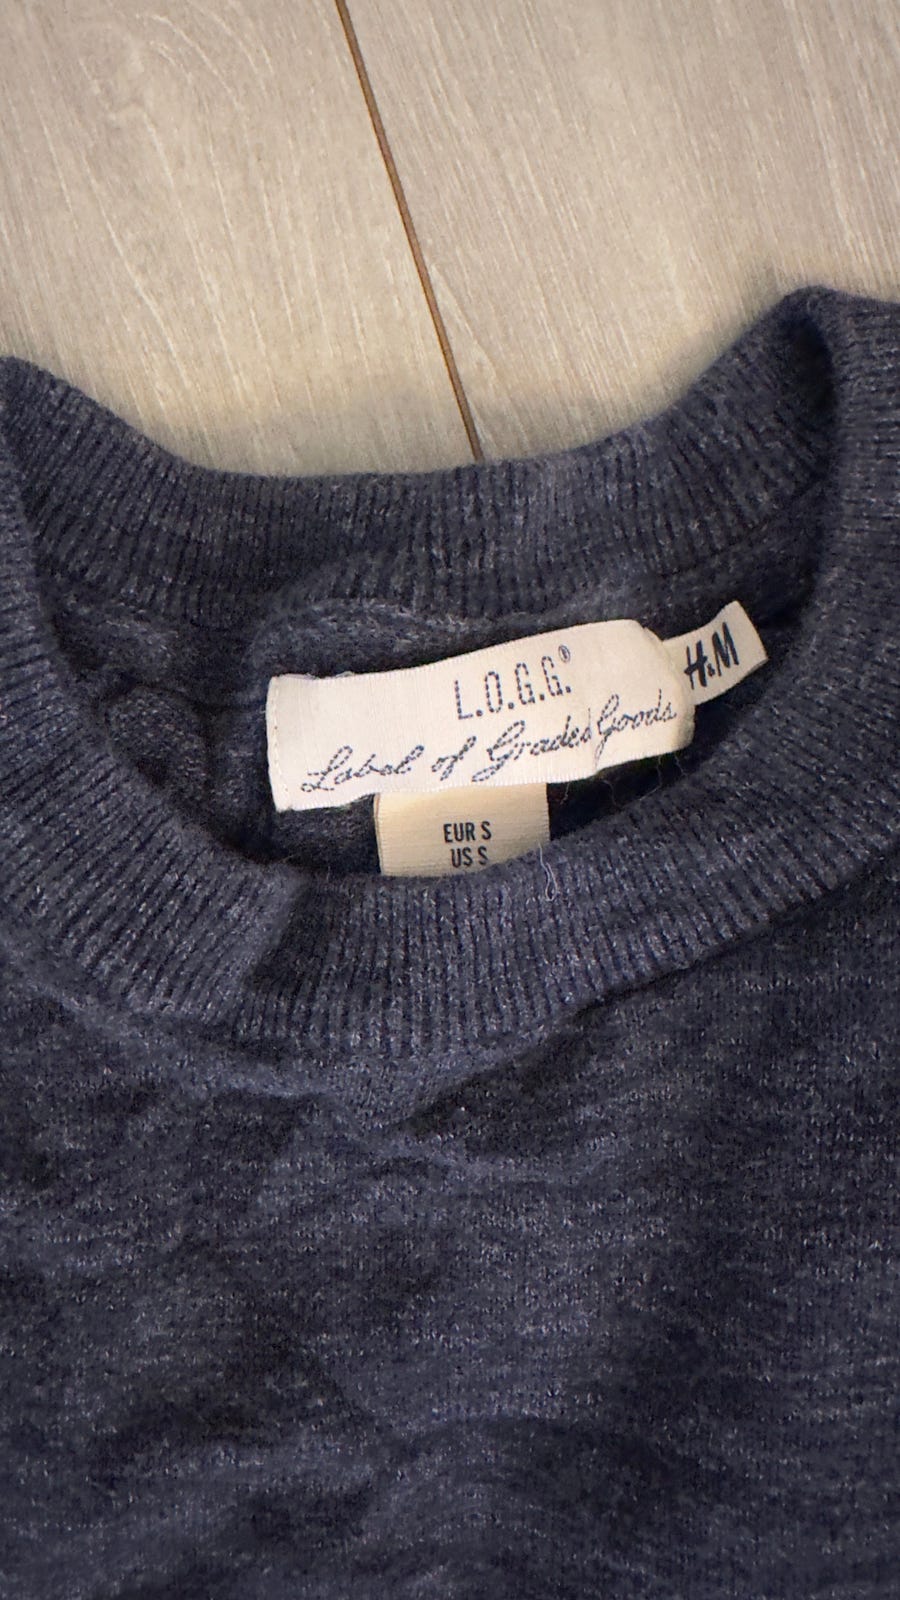 L.O.G.G.®
Label of Graded Goods
H&M
EUR S
US S